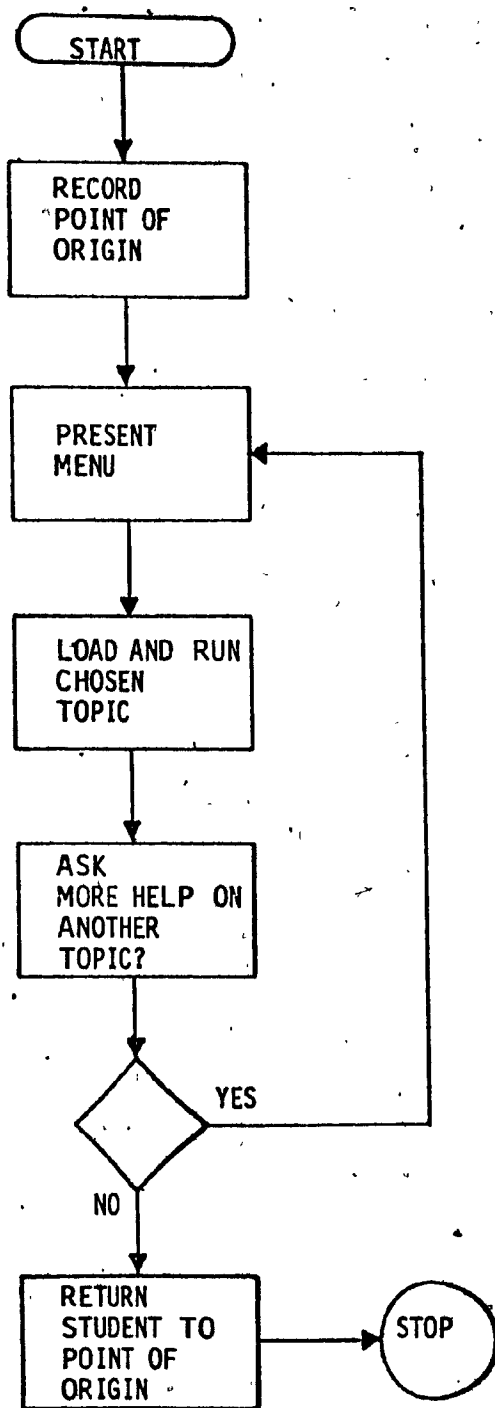 START
RECORD
POINT OF
ORIGIN
PRESENT
MENU
LOAD AND RUN
CHOSEN
TOPIC
ASK
MORE HELP ON
ANOTHER
TOPIC?
YES
NO
RETURN
STUDENT TO
POINT OF
ORIGIN
STOP